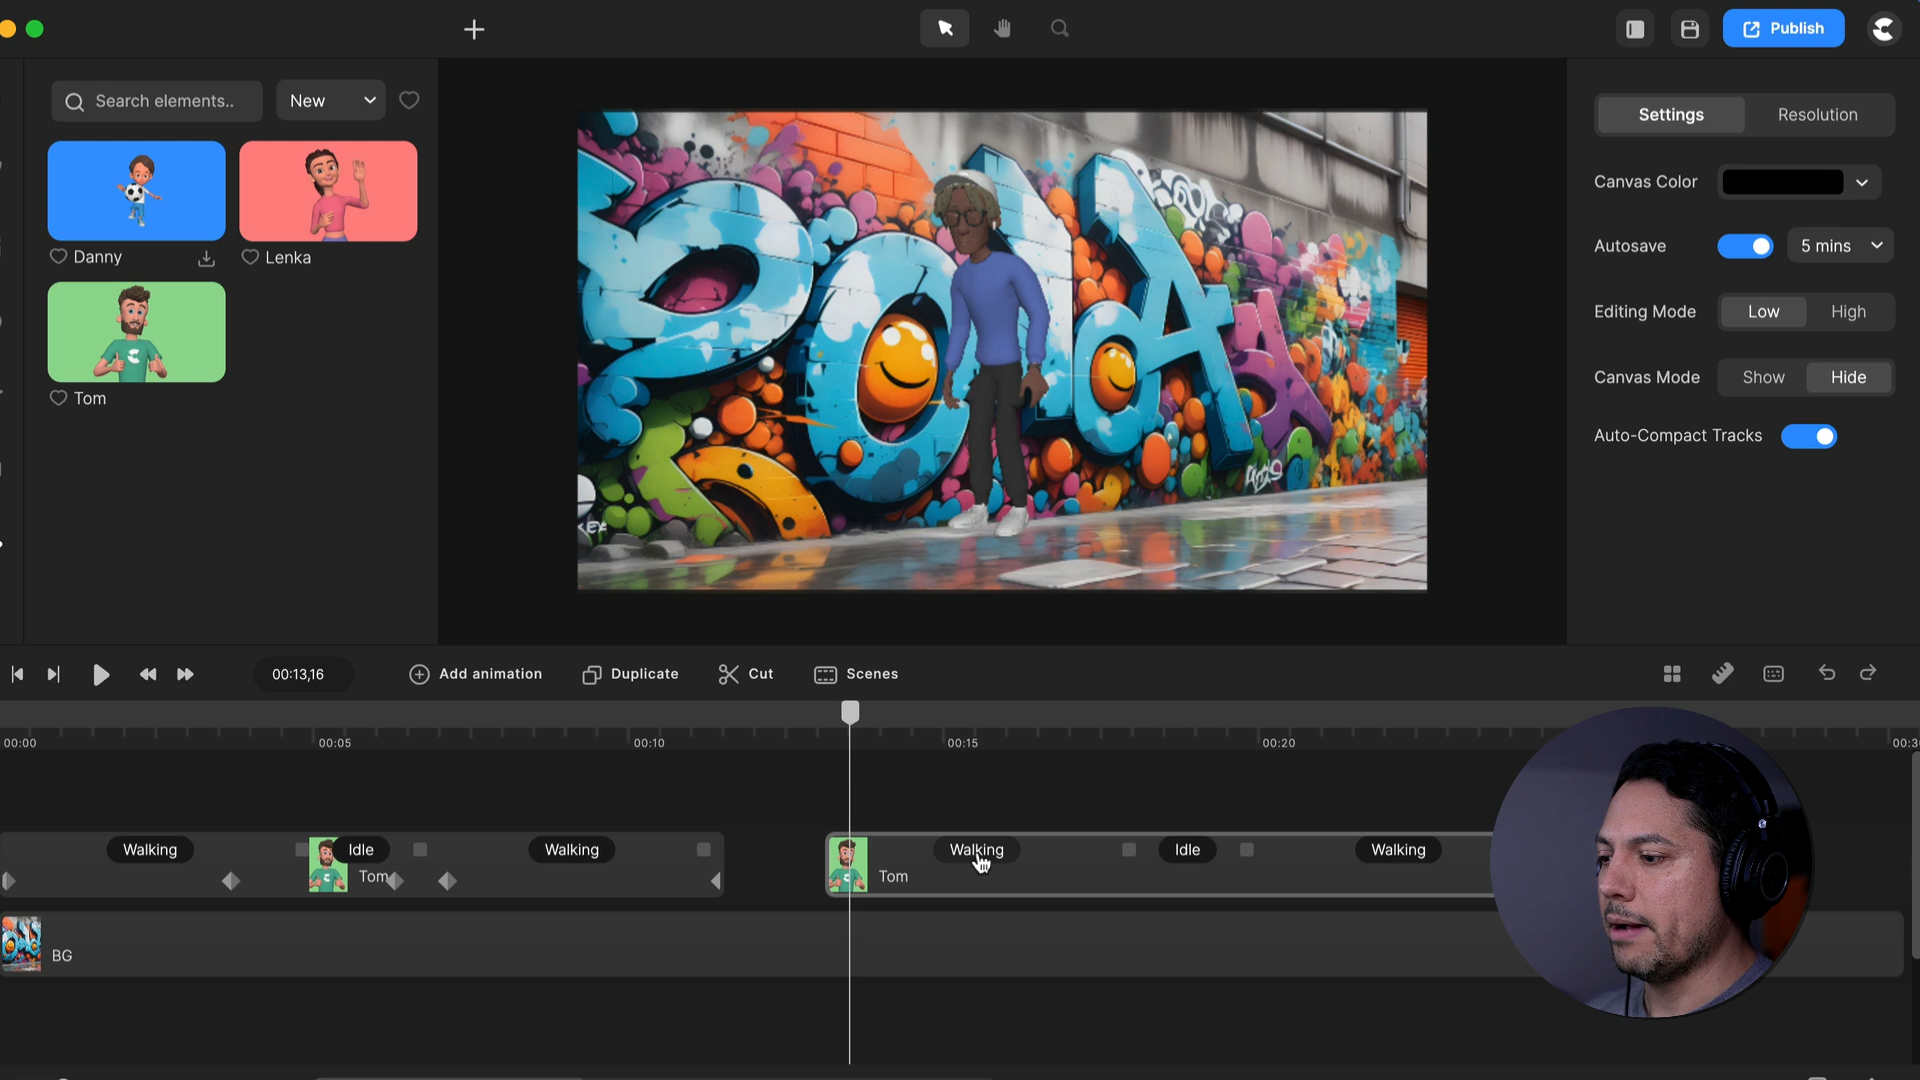 Publish
Search elements..
New
Settings
Resolution
Danny
Lenka
Tom
Canvas Color
Autosave
5 mins
Editing Mode
Low
High
Canvas Mode
Show
Hide
Auto-Compact Tracks
00:13,16
Add animation
Duplicate
Cut
Scenes
00:00
00:05
00:10
00:15
00:20
Walking
Idle
Walking
Walking
Idle
Walking
Tom
Tom
BG